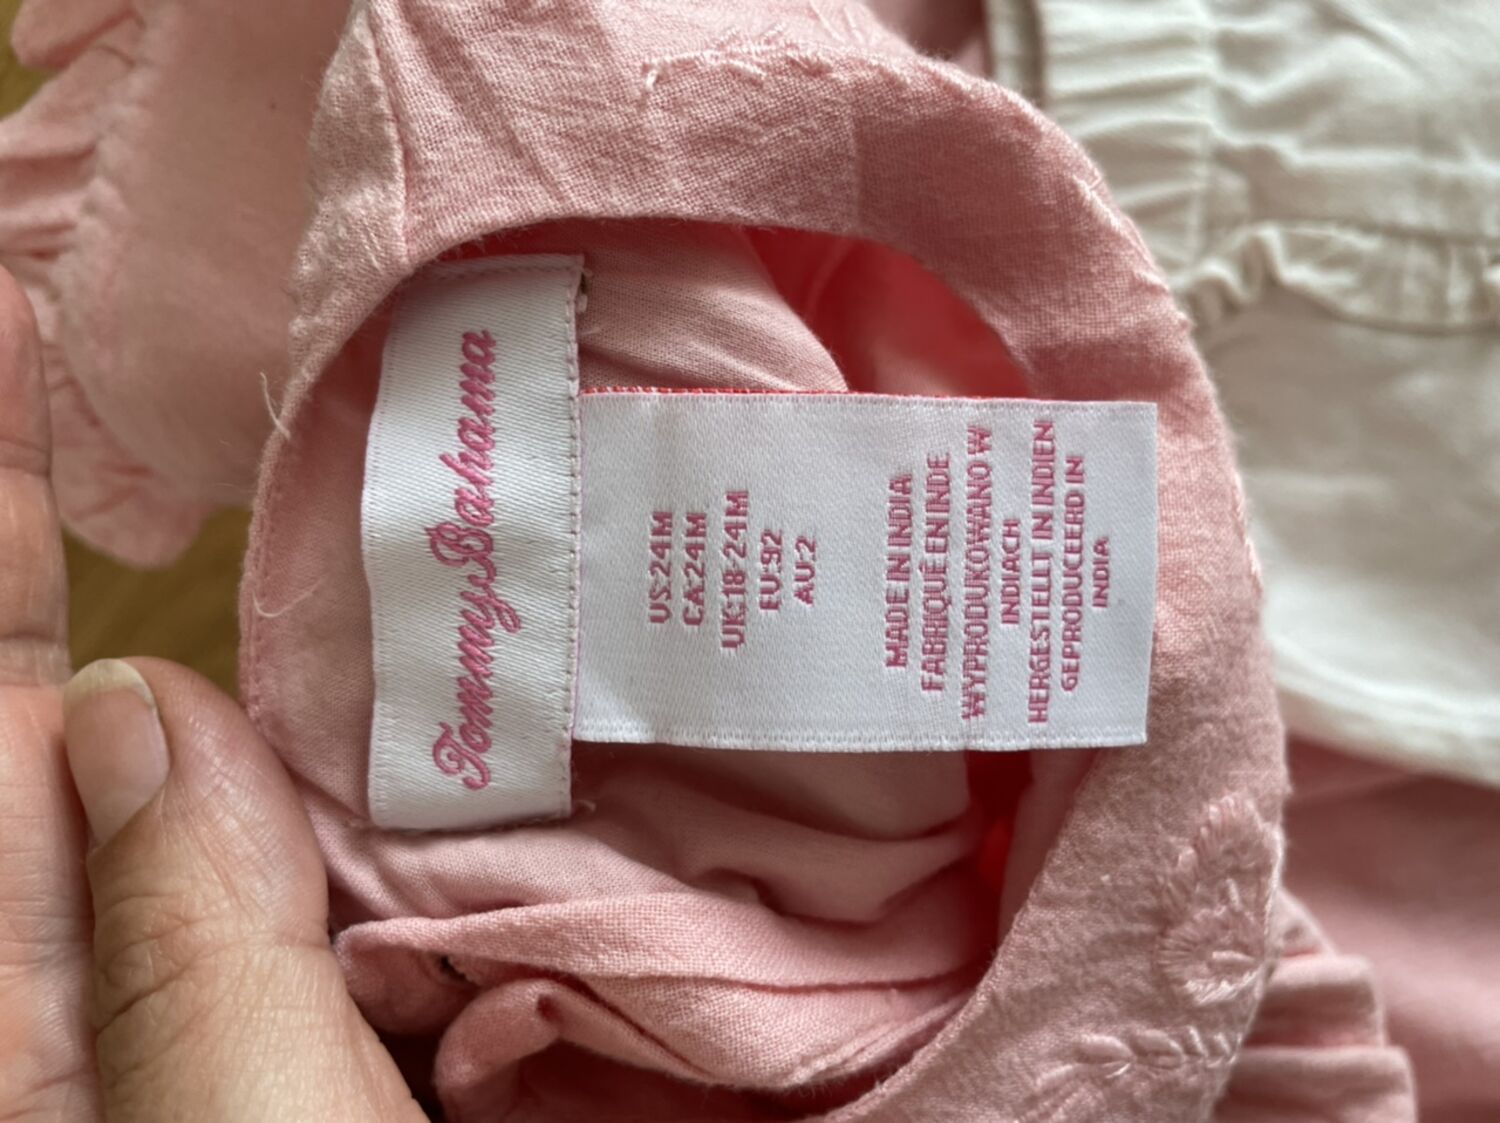 Tommy Bahama
US:24M
CA:24M
UK:18-24M
EU:92
AU:2
MADE IN INDIA
FABRIQUÉ EN INDE
WYPRODUKOWANO W
INDIACH
HERGESTELLT IN INDIEN
GEPRODUCEERD IN
INDIA